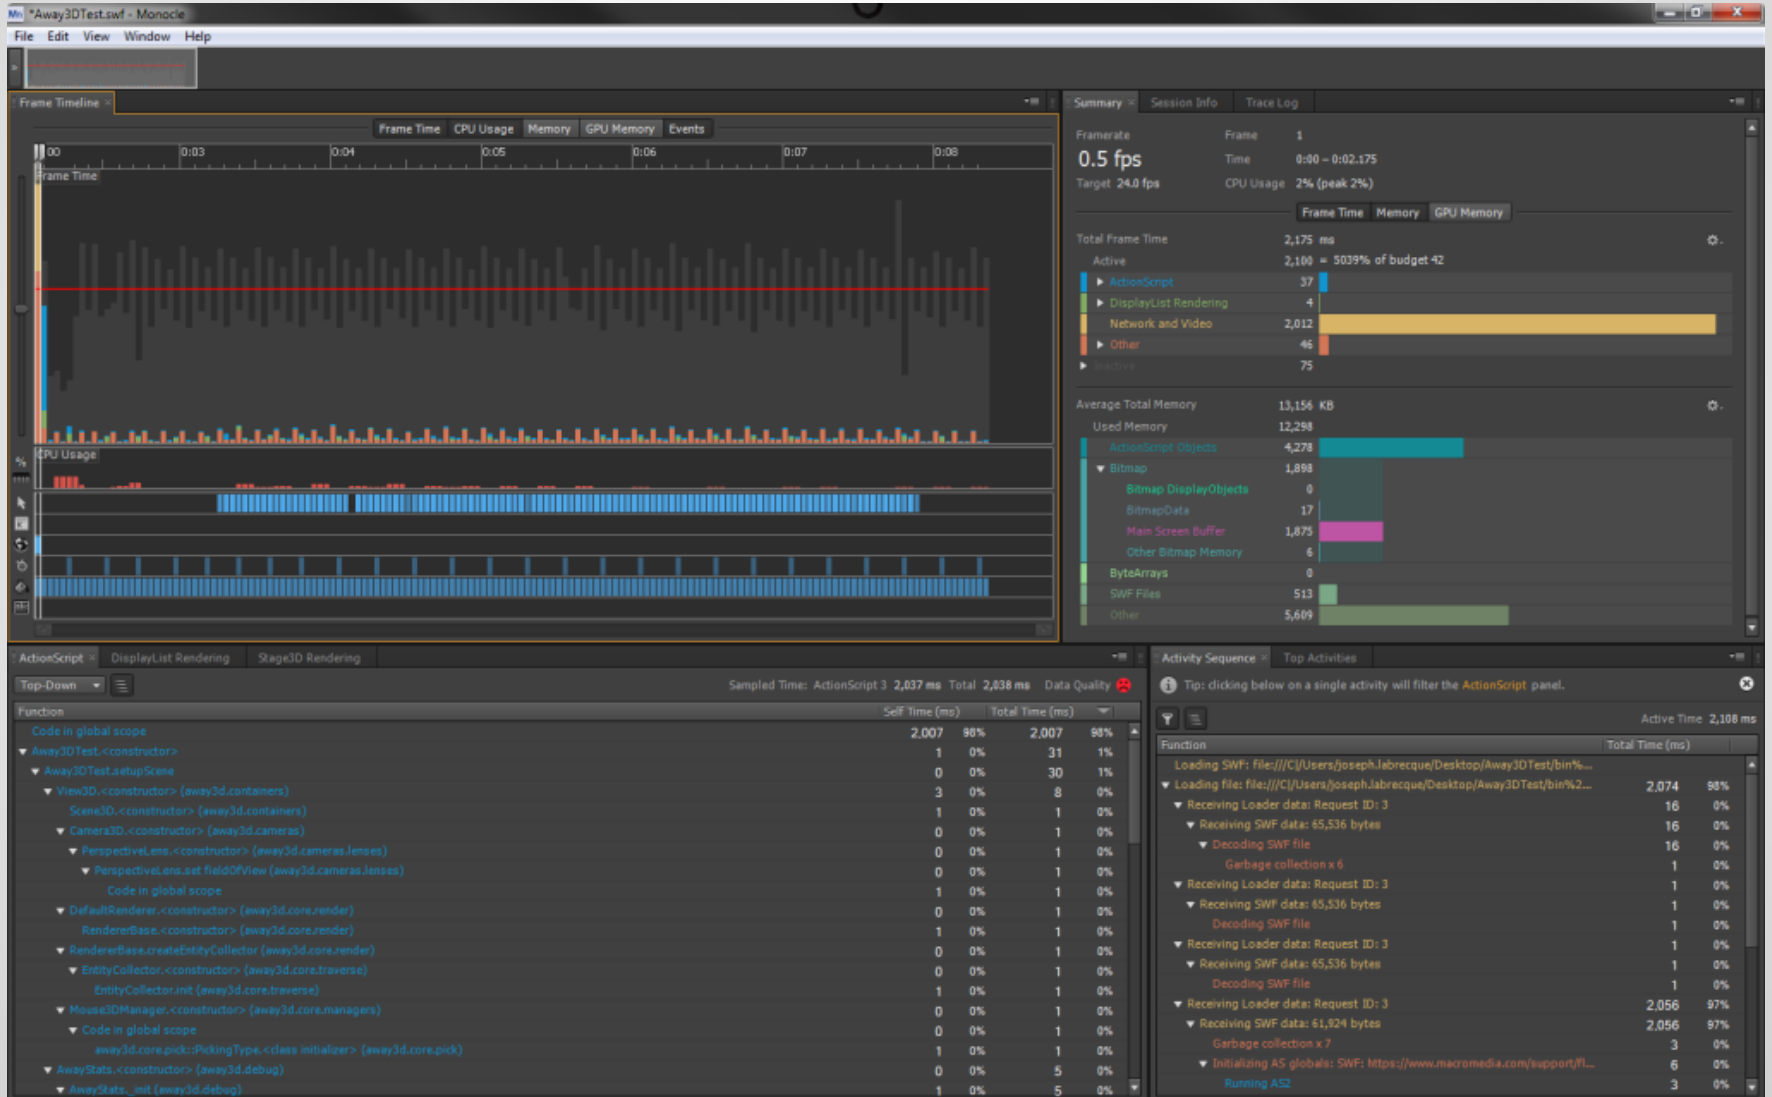 Mn *Away3DTest.swf - Monocle
File Edit View Window Help
Frame Timeline
Frame Time CPU Usage Memory GPU Memory Events
00 0:03 0:04 0:05 0:06 0:07 0:08
Frame Time
CPU Usage
Summary Session Info Trace Log
Framerate Frame 1
0.5 fps Time 0:00 – 0:02.175
Target 24.0 fps CPU Usage 2% (peak 2%)
Frame Time Memory GPU Memory
Total Frame Time 2,175 ms
Active 2,100 = 5039% of budget 42
ActionScript 37
DisplayList Rendering 4
Network and Video 2,012
Other 46
Inactive 75
Average Total Memory 13,156 KB
Used Memory 12,298
ActionScript Objects 4,278
Bitmap 1,898
Bitmap DisplayObjects 0
BitmapData 17
Main Screen Buffer 1,875
Other Bitmap Memory 6
ByteArrays 0
SWF Files 513
Other 5,609
ActionScript DisplayList Rendering Stage3D Rendering
Top-Down Sampled Time: ActionScript 3 2,037 ms Total 2,038 ms Data Quality
Function Self Time (ms) Total Time (ms)
Code in global scope 2,007 98% 2,007 98%
Away3DTest.<constructor> 1 0% 31 1%
Away3DTest.setupScene 0 0% 30 1%
View3D.<constructor> (away3d.containers) 3 0% 8 0%
Scene3D.<constructor> (away3d.containers) 1 0% 1 0%
Camera3D.<constructor> (away3d.cameras) 0 0% 1 0%
PerspectiveLens.<constructor> (away3d.cameras.lenses) 0 0% 1 0%
PerspectiveLens.set fieldOfView (away3d.cameras.lenses) 0 0% 1 0%
Code in global scope 1 0% 1 0%
DefaultRenderer.<constructor> (away3d.core.render) 0 0% 1 0%
RendererBase.<constructor> (away3d.core.render) 1 0% 1 0%
RendererBase.createEntityCollector (away3d.core.render) 0 0% 1 0%
EntityCollector.<constructor> (away3d.core.traverse) 0 0% 1 0%
EntityCollector.init (away3d.core.traverse) 1 0% 1 0%
Mouse3DManager.<constructor> (away3d.core.managers) 0 0% 1 0%
Code in global scope 0 0% 1 0%
away3d.core.pick::PickingType.<class initializer> (away3d.core.pick) 1 0% 1 0%
AwayStats.<constructor> (away3d.debug) 0 0% 5 0%
AwayStats._init (away3d.debug) 1 0% 5 0%
Activity Sequence Top Activities
Tip: clicking below on a single activity will filter the ActionScript panel.
Active Time 2,108 ms
Function Total Time (ms)
Loading SWF: file:///C|/Users/joseph.labrecque/Desktop/Away3DTest/bin%...
Loading file: file:///C|/Users/joseph.labrecque/Desktop/Away3DTest/bin%2... 2,074 98%
Receiving Loader data: Request ID: 3 16 0%
Receiving SWF data: 65,536 bytes 16 0%
Decoding SWF file 16 0%
Garbage collection x 6 1 0%
Receiving Loader data: Request ID: 3 1 0%
Receiving SWF data: 65,536 bytes 1 0%
Decoding SWF file 1 0%
Receiving Loader data: Request ID: 3 1 0%
Receiving SWF data: 65,536 bytes 1 0%
Decoding SWF file 1 0%
Receiving Loader data: Request ID: 3 2,056 97%
Receiving SWF data: 61,924 bytes 2,056 97%
Garbage collection x 7 3 0%
Initializing AS globals: SWF: https://www.macromedia.com/support/fl... 6 0%
Running AS2 3 0%